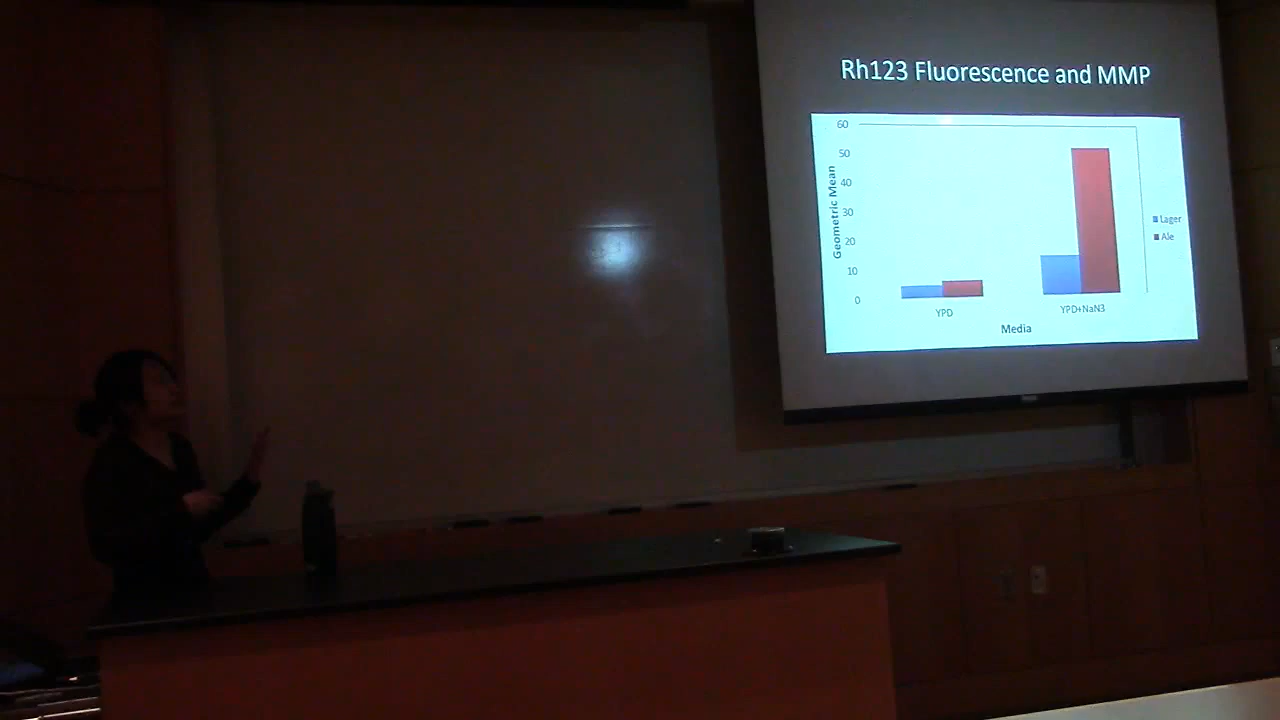 Rh123 Fluorescence and MMP
60
50
40
30
20
10
0
Geometric Mean
YPD
YPD+NaN3
Media
Lager
Ale